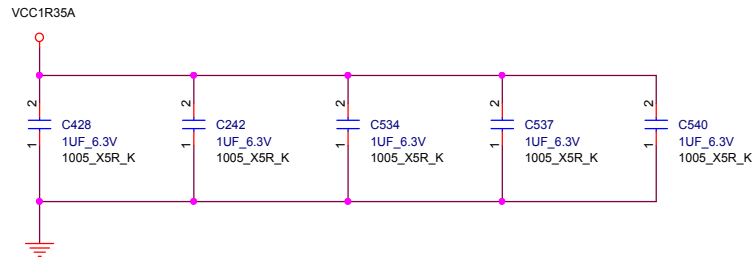 VCC1R35A
2
C428
1UF_6.3V
1
1005_X5R_K
2
C242
1UF_6.3V
1
1005_X5R_K
2
C534
1UF_6.3V
1
1005_X5R_K
2
C537
1UF_6.3V
1
1005_X5R_K
2
C540
1UF_6.3V
1
1005_X5R_K